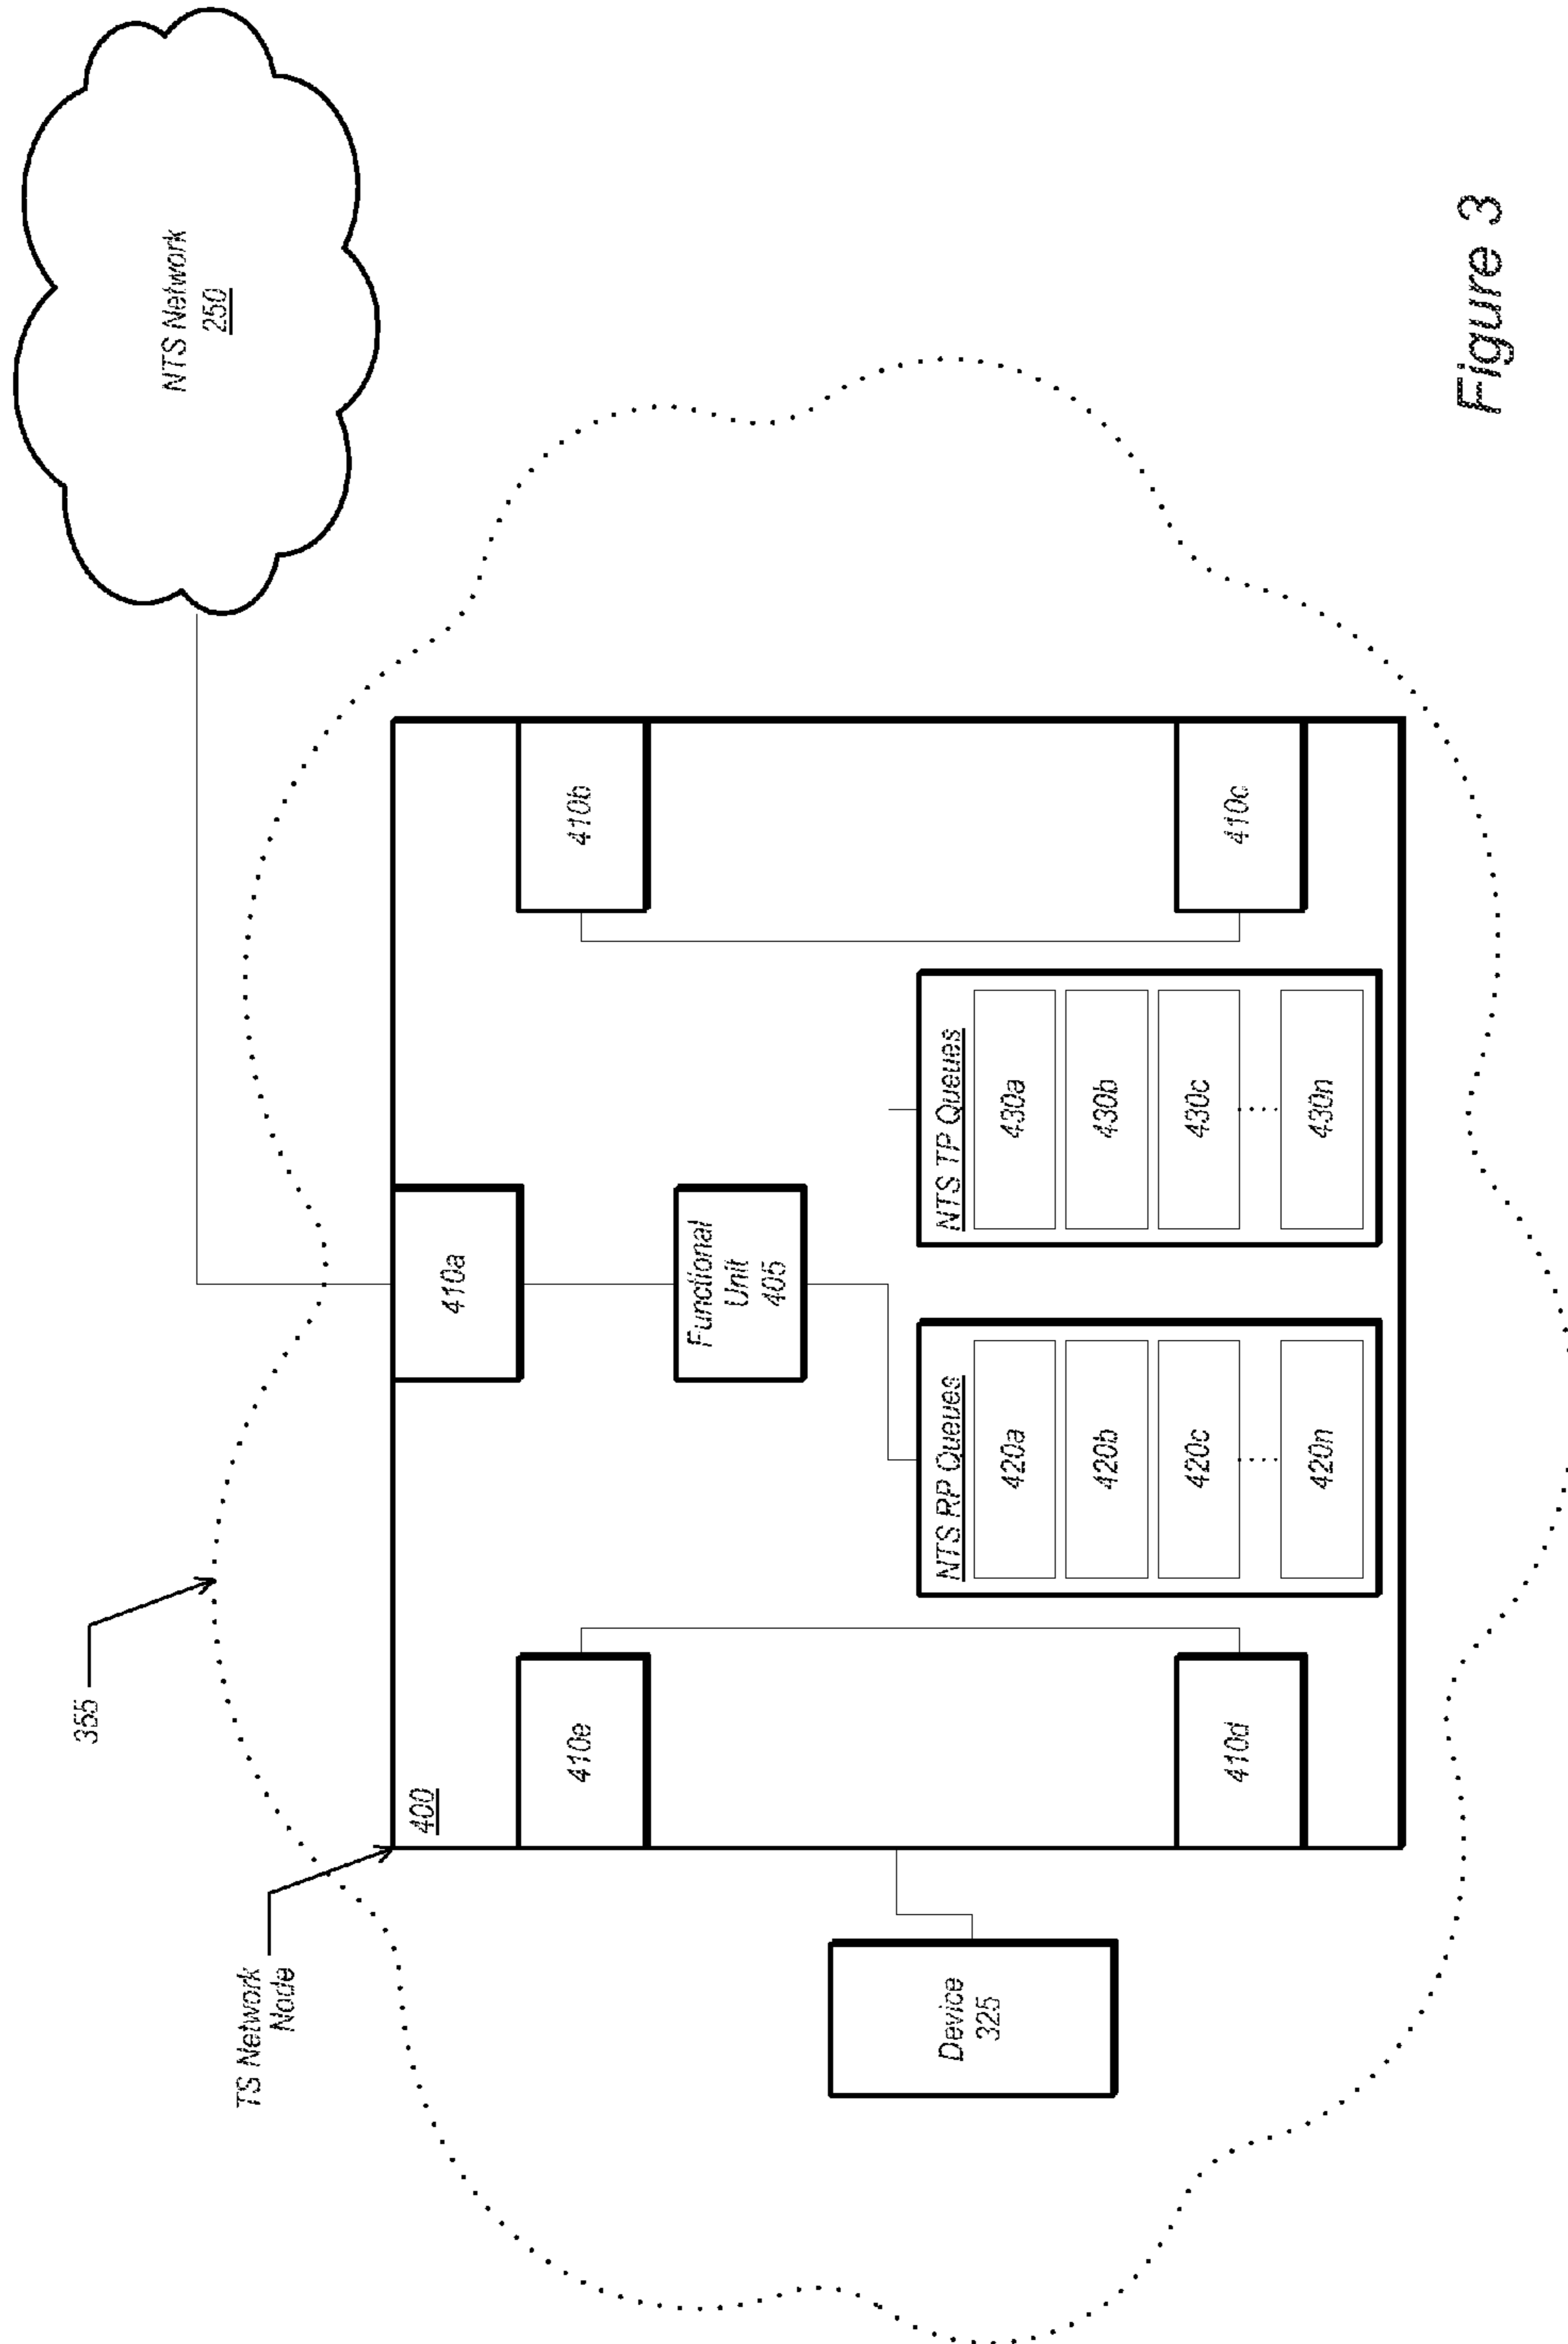 355
TS Network
Node
NTS Network
250
400
410a
410e
410b
Functional
Unit
405
Device
325
NTS RP Queues
420a
420b
420c
420n
NTS TP Queues
430a
430b
430c
430n
410d
410c
Figure 3